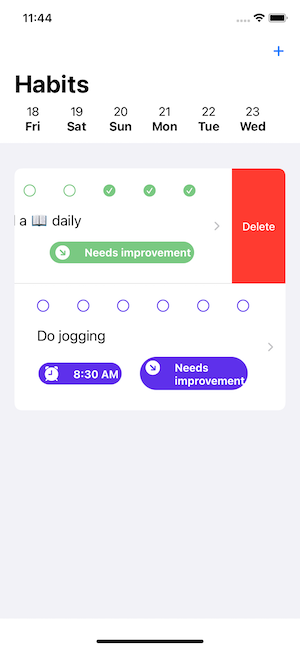 11:44
+
Habits
18 19 20 21 22 23
Fri Sat Sun Mon Tue Wed
a 📖 daily
Delete
Needs improvement
Do jogging
8:30 AM
Needs
improvement